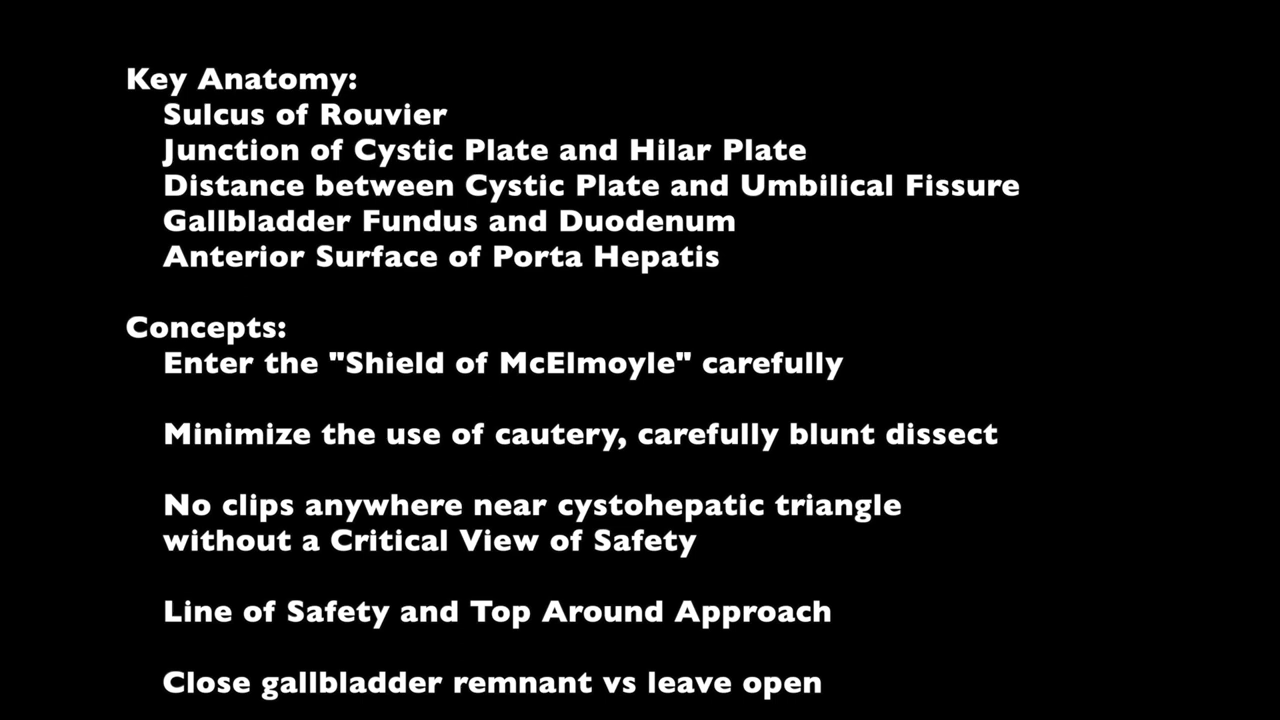 Key Anatomy:
Sulcus of Rouvier
Junction of Cystic Plate and Hilar Plate
Distance between Cystic Plate and Umbilical Fissure
Gallbladder Fundus and Duodenum
Anterior Surface of Porta Hepatis
Concepts:
Enter the "Shield of McElmoyle" carefully
Minimize the use of cautery, carefully blunt dissect
No clips anywhere near cystohepatic triangle
without a Critical View of Safety
Line of Safety and Top Around Approach
Close gallbladder remnant vs leave open